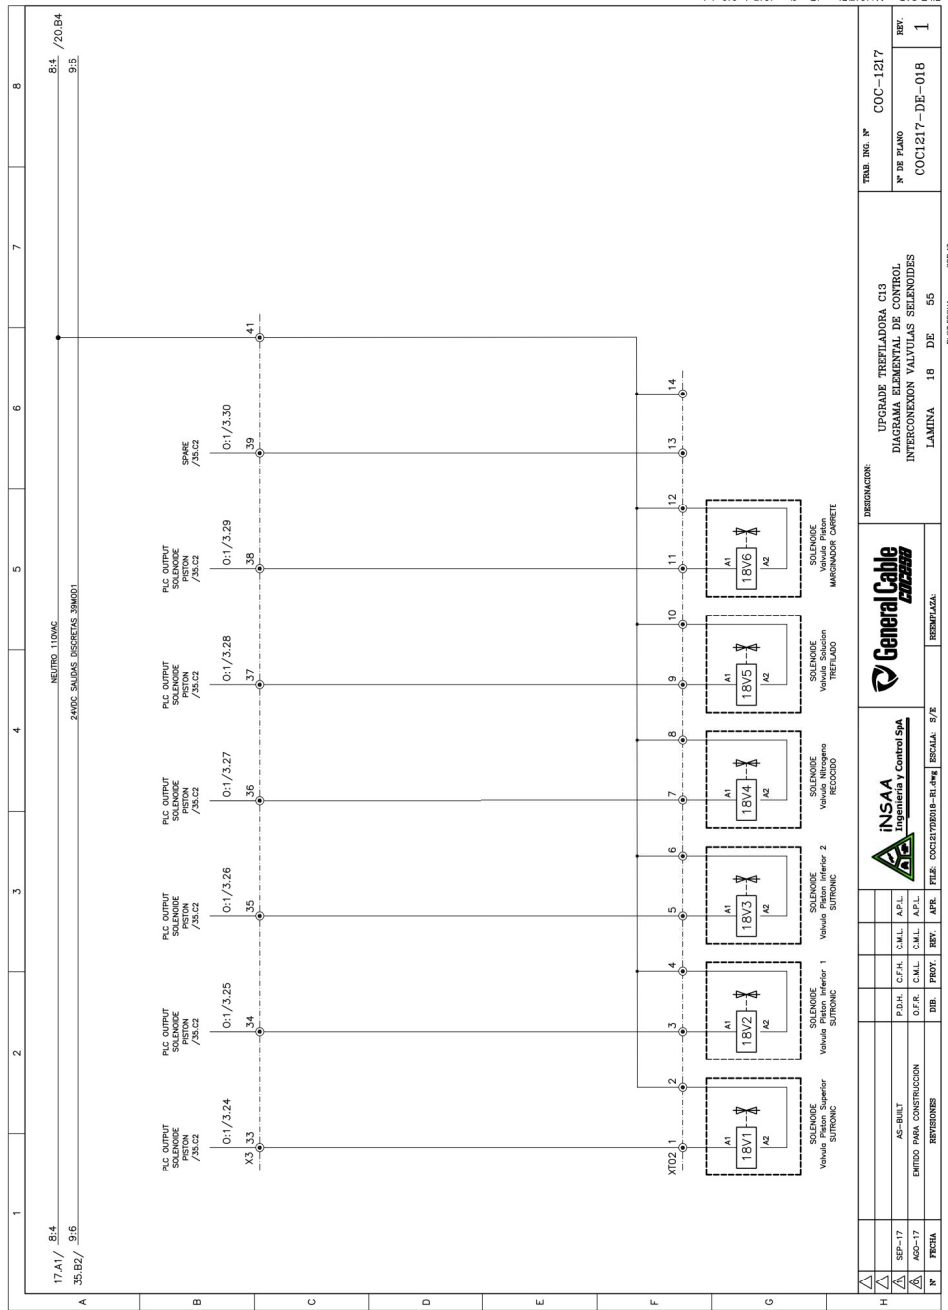 1 2 3 4 5 6 7 8
A
B
C
D
E
F
G
H
17.A1/ 8:4
NEUTRO 110VAC
8:4 /20.B4
35.B2/ 9:6
24VDC SALIDAS DISCRETAS 39MOD1
PLC OUTPUT
SOLENOIDE
PISTON
/35.C2
O:1/3.24
X3 33
PLC OUTPUT
SOLENOIDE
PISTON
/35.C2
O:1/3.25
34
PLC OUTPUT
SOLENOIDE
PISTON
/35.C2
O:1/3.26
35
PLC OUTPUT
SOLENOIDE
PISTON
/35.C2
O:1/3.27
36
PLC OUTPUT
SOLENOIDE
PISTON
/35.C2
O:1/3.28
37
PLC OUTPUT
SOLENOIDE
PISTON
/35.C2
O:1/3.29
38
SPARE
/35.C2
O:1/3.30
39
41
XT02 1 2 3 4 5 6 7 8 9 10 11 12 13 14
A1
18V1
A2
SOLENOIDE
Valvula Piston Superior
SUTRONIC
A1
18V2
A2
SOLENOIDE
Valvula Piston Inferior 1
SUTRONIC
A1
18V3
A2
SOLENOIDE
Valvula Piston Inferior 2
SUTRONIC
A1
18V4
A2
SOLENOIDE
Valvula Nitrogeno
RECOCIDO
A1
18V5
A2
SOLENOIDE
Valvula Solucion
TREFILADO
A1
18V6
A2
SOLENOIDE
Valvula Piston
MARGINADOR CARRETE
SEP-17 AS-BUILT P.D.H. C.F.H. C.M.L. A.P.L.
AGO-17 EMITIDO PARA CONSTRUCCION O.F.R. C.M.L. C.M.L. A.P.L.
Nº FECHA REVISIONES DIB. PROY. REV. APR.
iNSAA
Ingeniería y Control SpA
FILE: COC1217DE018-R1.dwg ESCALA: S/E
General Cable
cocesa
REEMPLAZA:
DESIGNACION:
UPGRADE TREFILADORA C13
DIAGRAMA ELEMENTAL DE CONTROL
INTERCONEXION VALVULAS SELENOIDES
LAMINA 18 DE 55
TRAB. ING. Nº
COC-1217
Nº DE PLANO
COC1217-DE-018
REV.
1